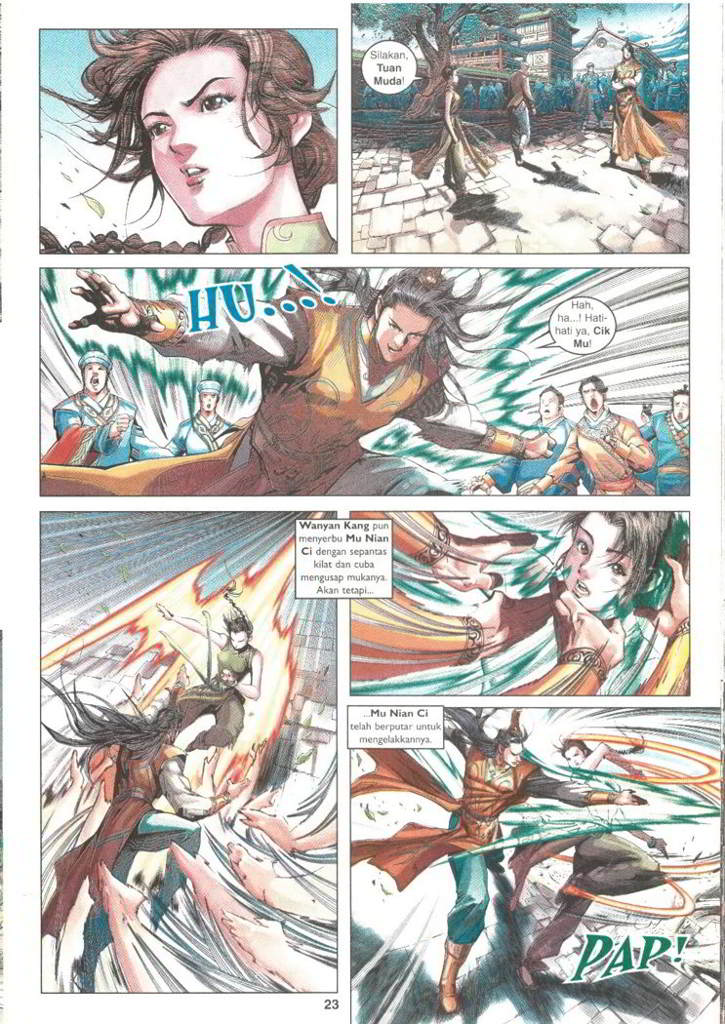 Silakan,
Tuan
Muda!
HU....!
Hah,
ha...! Hati-
hati ya, Cik
Mu!
Wanyan Kang pun
menyerbu Mu Nian
Ci dengan sepantas
kilat dan cuba
mengusap mukanya.
Akan tetapi...
...Mu Nian Ci
telah berputar untuk
mengelakkannya.
PAP!
23